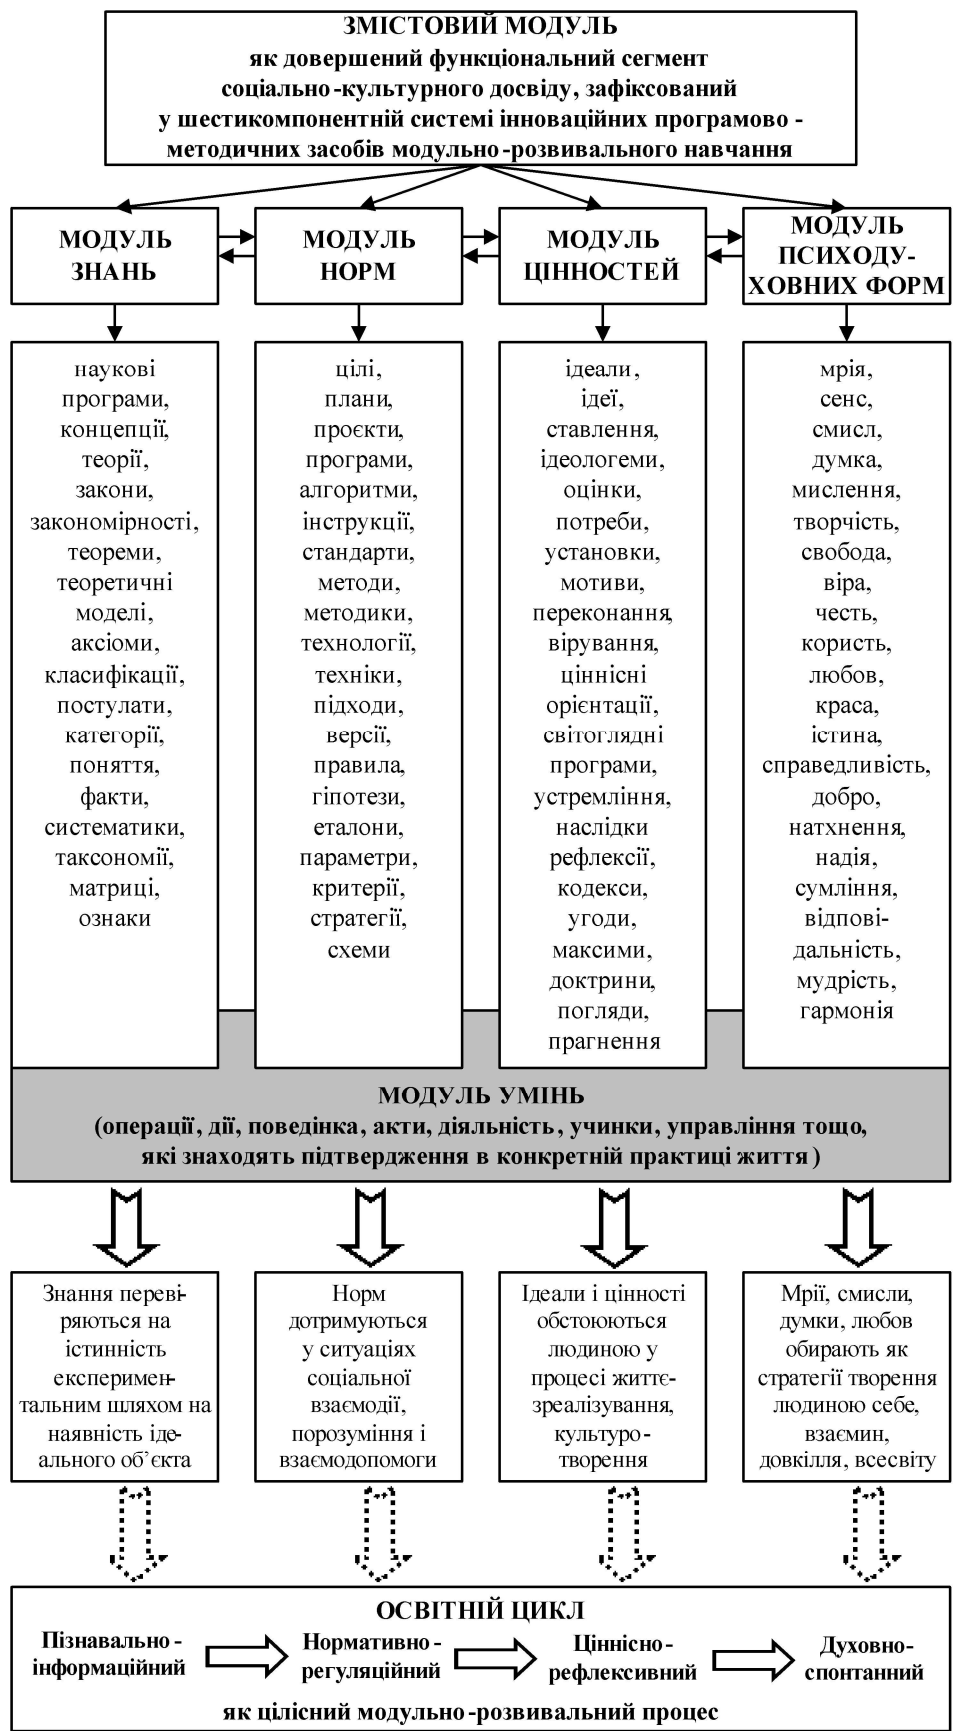 ЗМІСТОВИЙ МОДУЛЬ
як довершений функціональний сегмент
соціально-культурного досвіду, зафіксований
у шестикомпонентній системі інноваційних програмово -
методичних засобів модульно-розвивального навчання
МОДУЛЬ
ЗНАНЬ
МОДУЛЬ
НОРМ
МОДУЛЬ
ЦІННОСТЕЙ
МОДУЛЬ
ПСИХОДУ-
ХОВНИХ ФОРМ
наукові
програми,
концепції,
теорії,
закони,
закономірності,
теореми,
теоретичні
моделі,
аксіоми,
класифікації,
постулати,
категорії,
поняття,
факти,
систематики,
таксономії,
матриці,
ознаки
цілі,
плани,
проєкти,
програми,
алгоритми,
інструкції,
стандарти,
методи,
методики,
технології,
техніки,
підходи,
версії,
правила,
гіпотези,
еталони,
параметри,
критерії,
стратегії,
схеми
ідеали,
ідеї,
ставлення,
ідеологеми,
оцінки,
потреби,
установки,
мотиви,
переконання,
вірування,
ціннісні
орієнтації,
світоглядні
програми,
устремління,
наслідки
рефлексії,
кодекси,
угоди,
максими,
доктрини,
погляди,
прагнення
мрія,
сенс,
смисл,
думка,
мислення,
творчість,
свобода,
віра,
честь,
користь,
любов,
краса,
істина,
справедливість,
добро,
натхнення,
надія,
сумління,
відпові-
дальність,
мудрість,
гармонія
МОДУЛЬ УМІНЬ
(операції, дії, поведінка, акти, діяльність, учинки, управління тощо,
які знаходять підтвердження в конкретній практиці життя)
Знання переві-
ряються на
істинність
експеримен-
тальним шляхом на
наявність іде-
ального об’єкта
Норм
дотримуються
у ситуаціях
соціальної
взаємодії,
порозуміння і
взаємодопомоги
Ідеали і цінності
обстоюються
людиною у
процесі життє-
зреалізування,
культуро-
творення
Мрії, смисли,
думки, любов
обирають як
стратегії творення
людиною себе,
взаємин,
довкілля, всесвіту
ОСВІТНІЙ ЦИКЛ
Пізнавально -
інформаційний
Нормативно-
регуляційний
Ціннісно-
рефлексивний
Духовно-
спонтанний
як цілісний модульно-розвивальний процес